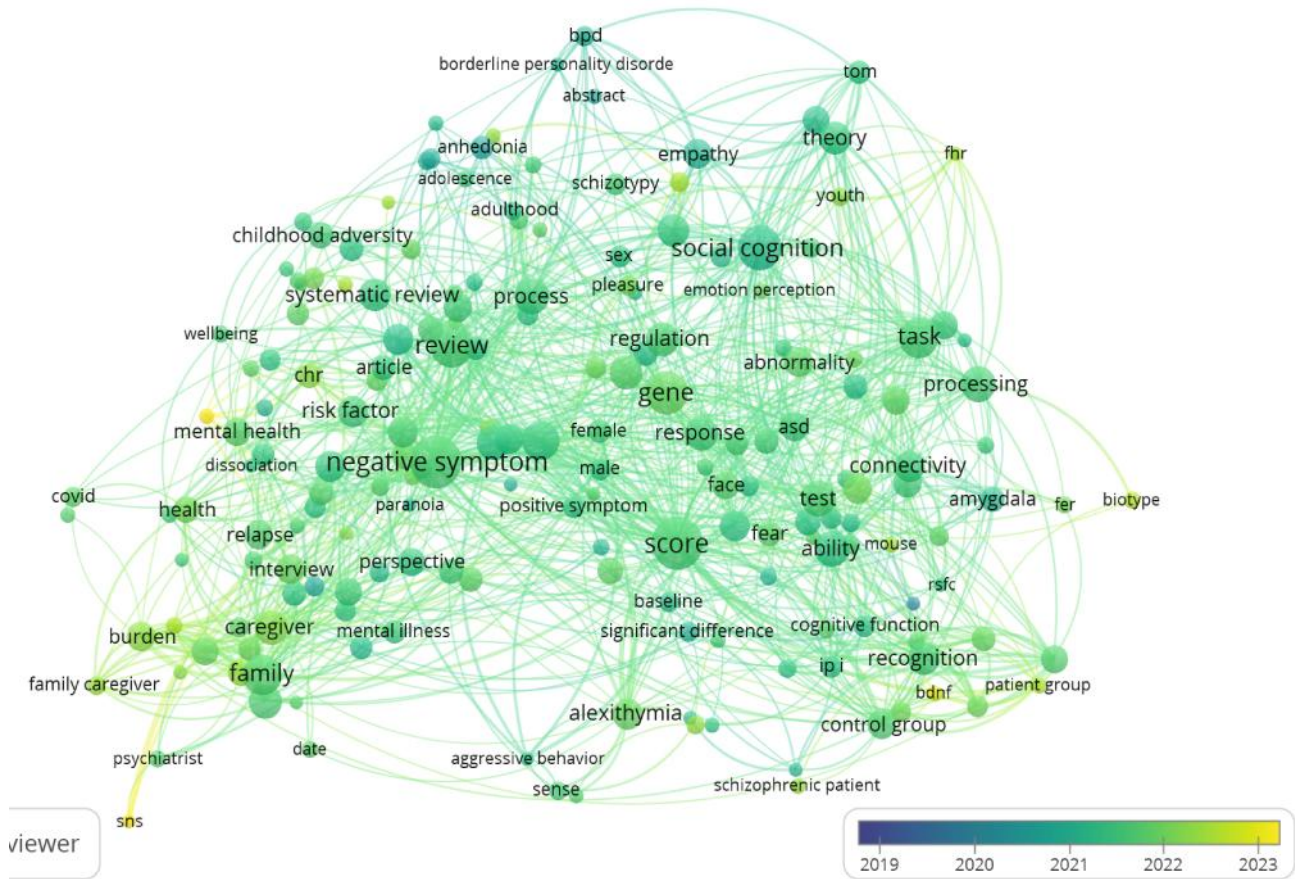 bpd
borderline personality disorde
tom
abstract
theory
anhedonia
empathy
fhr
adolescence
schizotypy
youth
adulthood
childhood adversity
social cognition
sex
pleasure
emotion perception
systematic review
process
wellbeing
review
regulation
task
article
abnormality
chr
processing
gene
risk factor
mental health
female
response
asd
negative symptom
dissociation
male
connectivity
covid
health
paranoia
positive symptom
face
test
amygdala
fer
biotype
relapse
score
fear
ability
mouse
interview
perspective
rsfc
baseline
burden
caregiver
mental illness
significant difference
cognitive function
family caregiver
family
ip i
recognition
patient group
bdnf
alexithymia
control group
psychiatrist
date
aggressive behavior
sense
schizophrenic patient
sns
viewer
2019 2020 2021 2022 2023